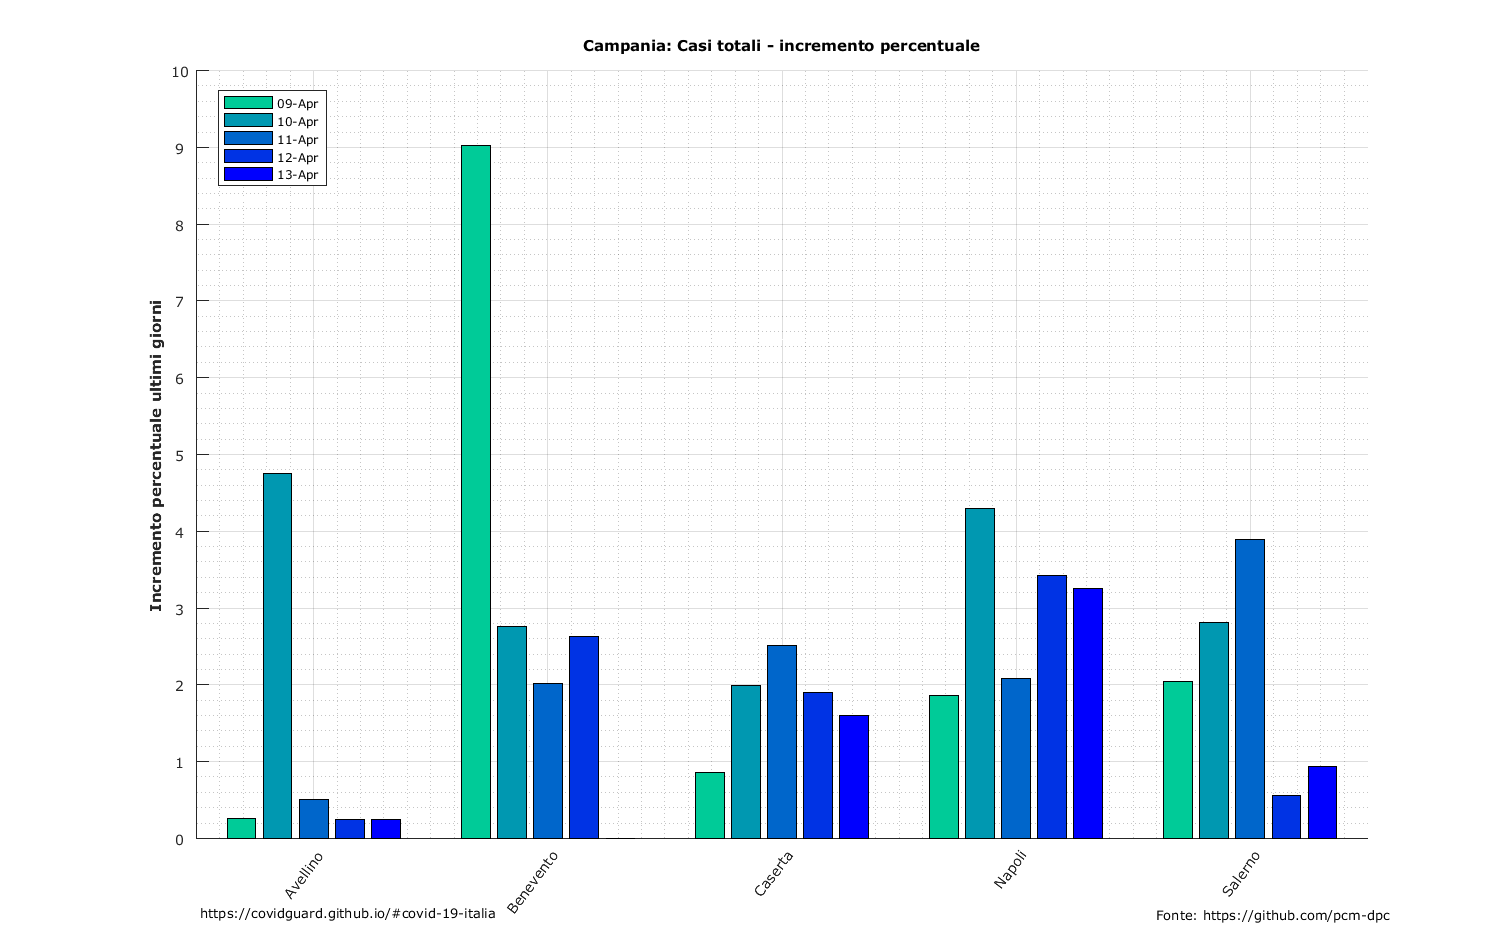 Campania: Casi totali - incremento percentuale
Incremento percentuale ultimi giorni
10
9
8
7
6
5
4
3
2
1
0
09-Apr
10-Apr
11-Apr
12-Apr
13-Apr
Avellino
Benevento
Caserta
Napoli
Salerno
https://covidguard.github.io/#covid-19-italia
Fonte: https://github.com/pcm-dpc